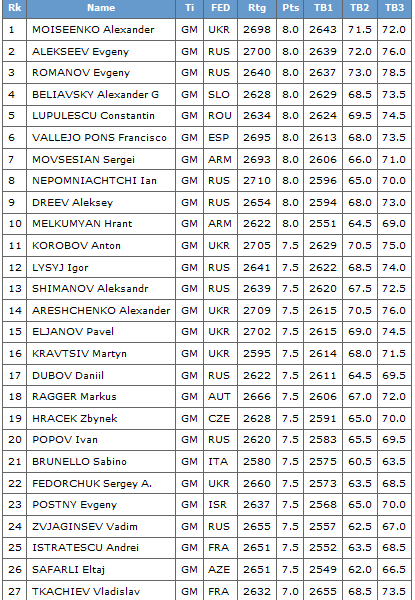 Rk Name Ti FED Rtg Pts TB1 TB2 TB3
1 MOISEENKO Alexander GM UKR 2698 8.0 2643 71.5 72.0
2 ALEKSEEV Evgeny GM RUS 2700 8.0 2639 72.0 76.0
3 ROMANOV Evgeny GM RUS 2640 8.0 2637 73.0 78.5
4 BELIAVSKY Alexander G GM SLO 2628 8.0 2629 68.5 73.5
5 LUPULESCU Constantin GM ROU 2634 8.0 2624 69.5 74.5
6 VALLEJO PONS Francisco GM ESP 2695 8.0 2613 68.0 73.5
7 MOVSESIAN Sergei GM ARM 2693 8.0 2606 66.0 71.0
8 NEPOMNIACHTCHI Ian GM RUS 2710 8.0 2596 65.0 70.0
9 DREEV Aleksey GM RUS 2654 8.0 2594 68.0 73.0
10 MELKUMYAN Hrant GM ARM 2622 8.0 2551 64.5 69.0
11 KOROBOV Anton GM UKR 2705 7.5 2629 70.5 75.0
12 LYSYJ Igor GM RUS 2641 7.5 2622 68.5 74.0
13 SHIMANOV Aleksandr GM RUS 2639 7.5 2620 67.5 72.5
14 ARESHCHENKO Alexander GM UKR 2709 7.5 2615 70.5 76.0
15 ELJANOV Pavel GM UKR 2702 7.5 2615 69.0 74.5
16 KRAVTSIV Martyn GM UKR 2595 7.5 2614 68.0 71.5
17 DUBOV Daniil GM RUS 2622 7.5 2611 64.5 69.5
18 RAGGER Markus GM AUT 2666 7.5 2606 67.0 72.0
19 HRACEK Zbynek GM CZE 2628 7.5 2591 65.0 70.0
20 POPOV Ivan GM RUS 2620 7.5 2583 65.5 69.5
21 BRUNELLO Sabino GM ITA 2580 7.5 2575 60.5 63.5
22 FEDORCHUK Sergey A. GM UKR 2660 7.5 2573 63.5 68.5
23 POSTNY Evgeny GM ISR 2637 7.5 2568 65.0 70.0
24 ZVJAGINSEV Vadim GM RUS 2655 7.5 2557 62.5 67.0
25 ISTRATESCU Andrei GM FRA 2651 7.5 2552 63.5 68.5
26 SAFARLI Eltaj GM AZE 2651 7.5 2549 62.0 66.5
27 TKACHIEV Vladislav GM FRA 2632 7.0 2655 68.5 73.5